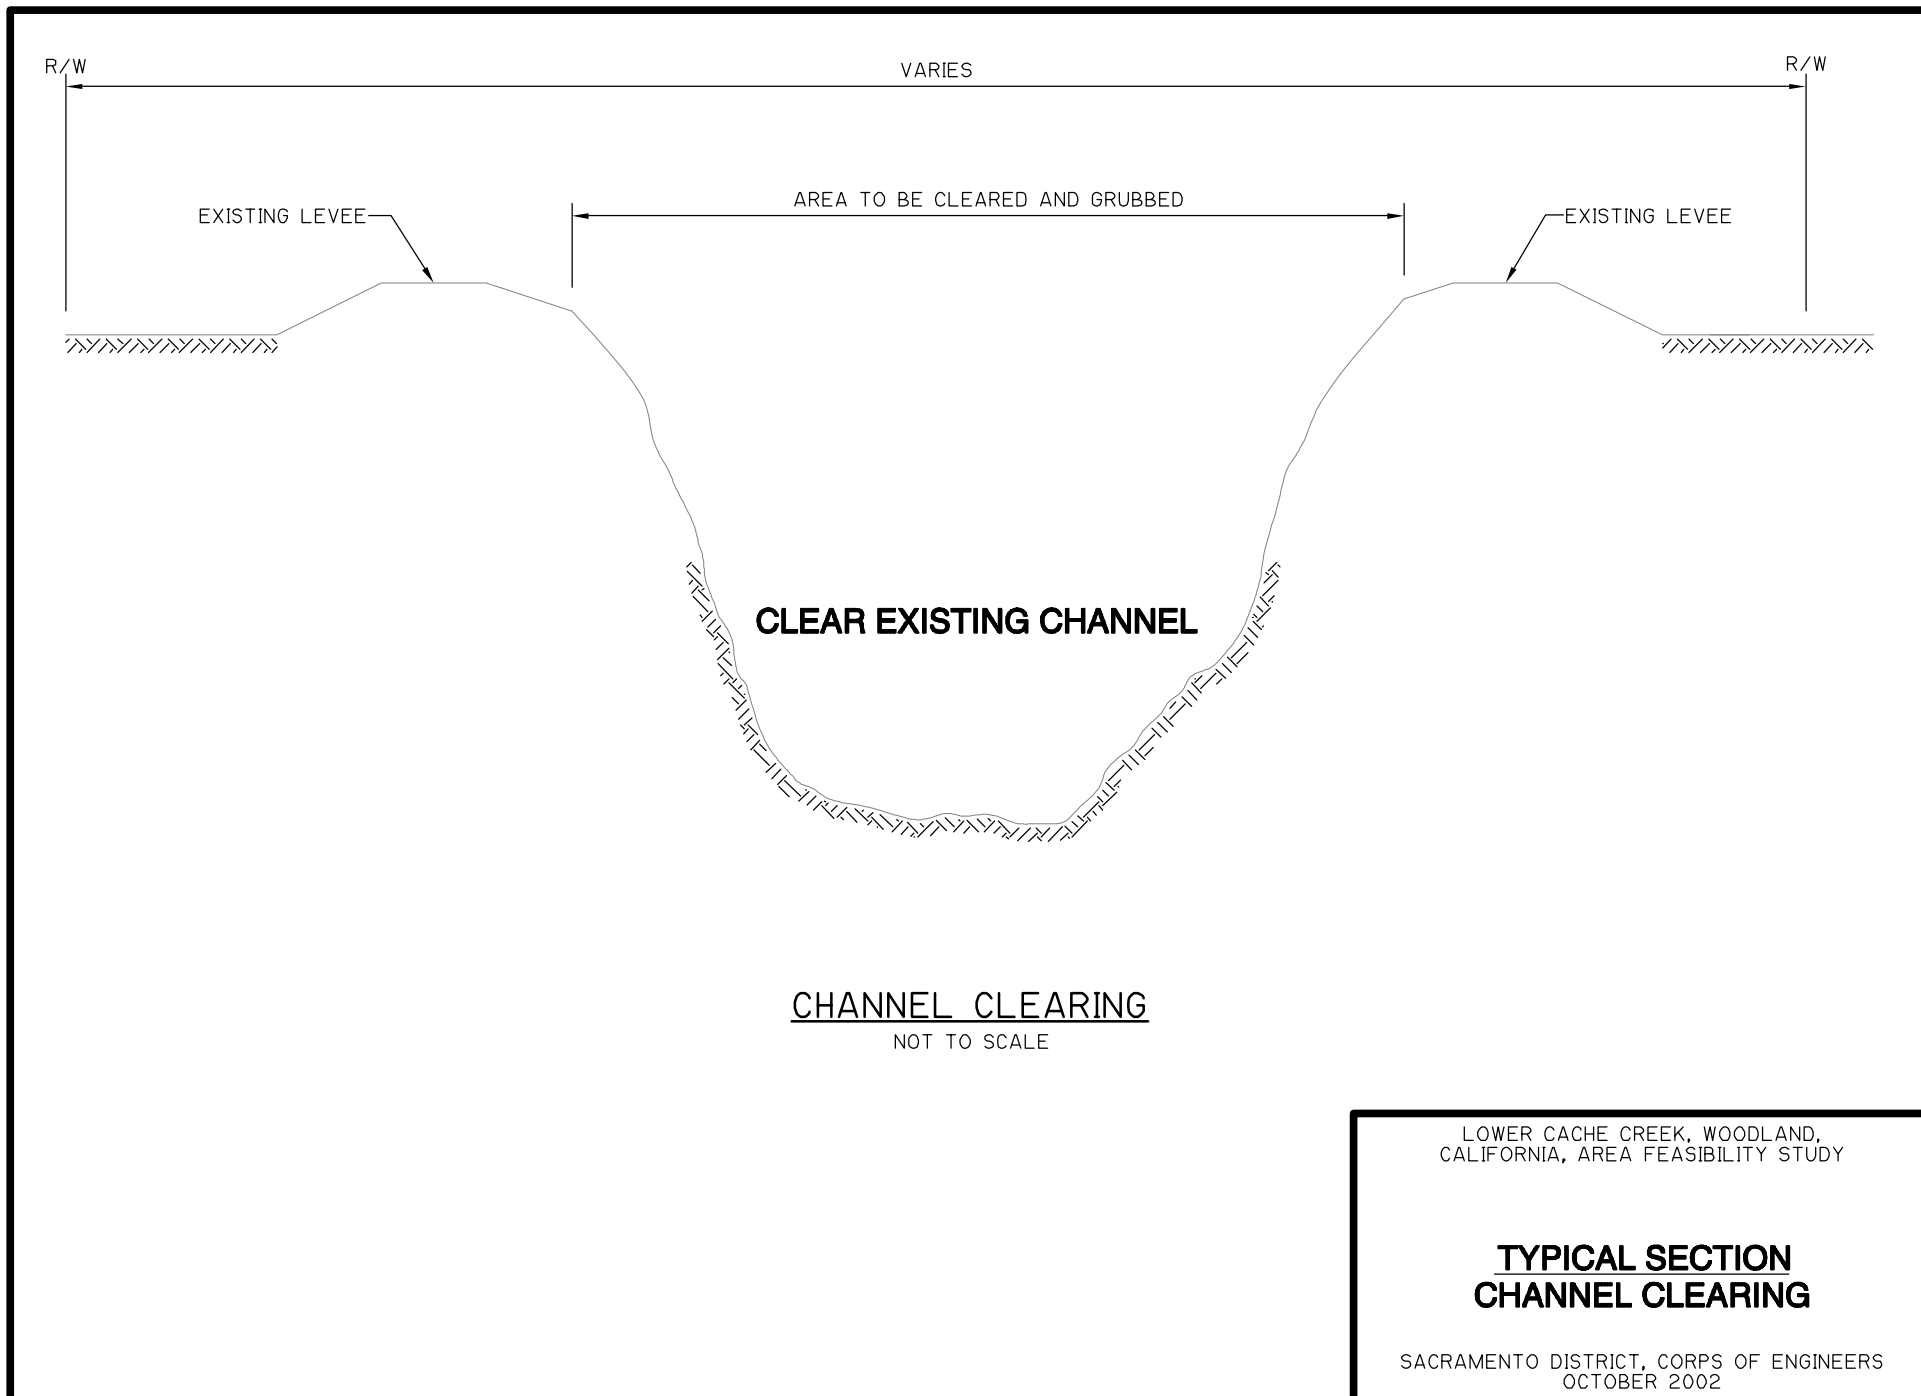 R/W
VARIES
R/W
AREA TO BE CLEARED AND GRUBBED
EXISTING LEVEE
EXISTING LEVEE
CLEAR EXISTING CHANNEL
CHANNEL CLEARING
NOT TO SCALE
LOWER CACHE CREEK, WOODLAND,
CALIFORNIA, AREA FEASIBILITY STUDY
TYPICAL SECTION
CHANNEL CLEARING
SACRAMENTO DISTRICT, CORPS OF ENGINEERS
OCTOBER 2002